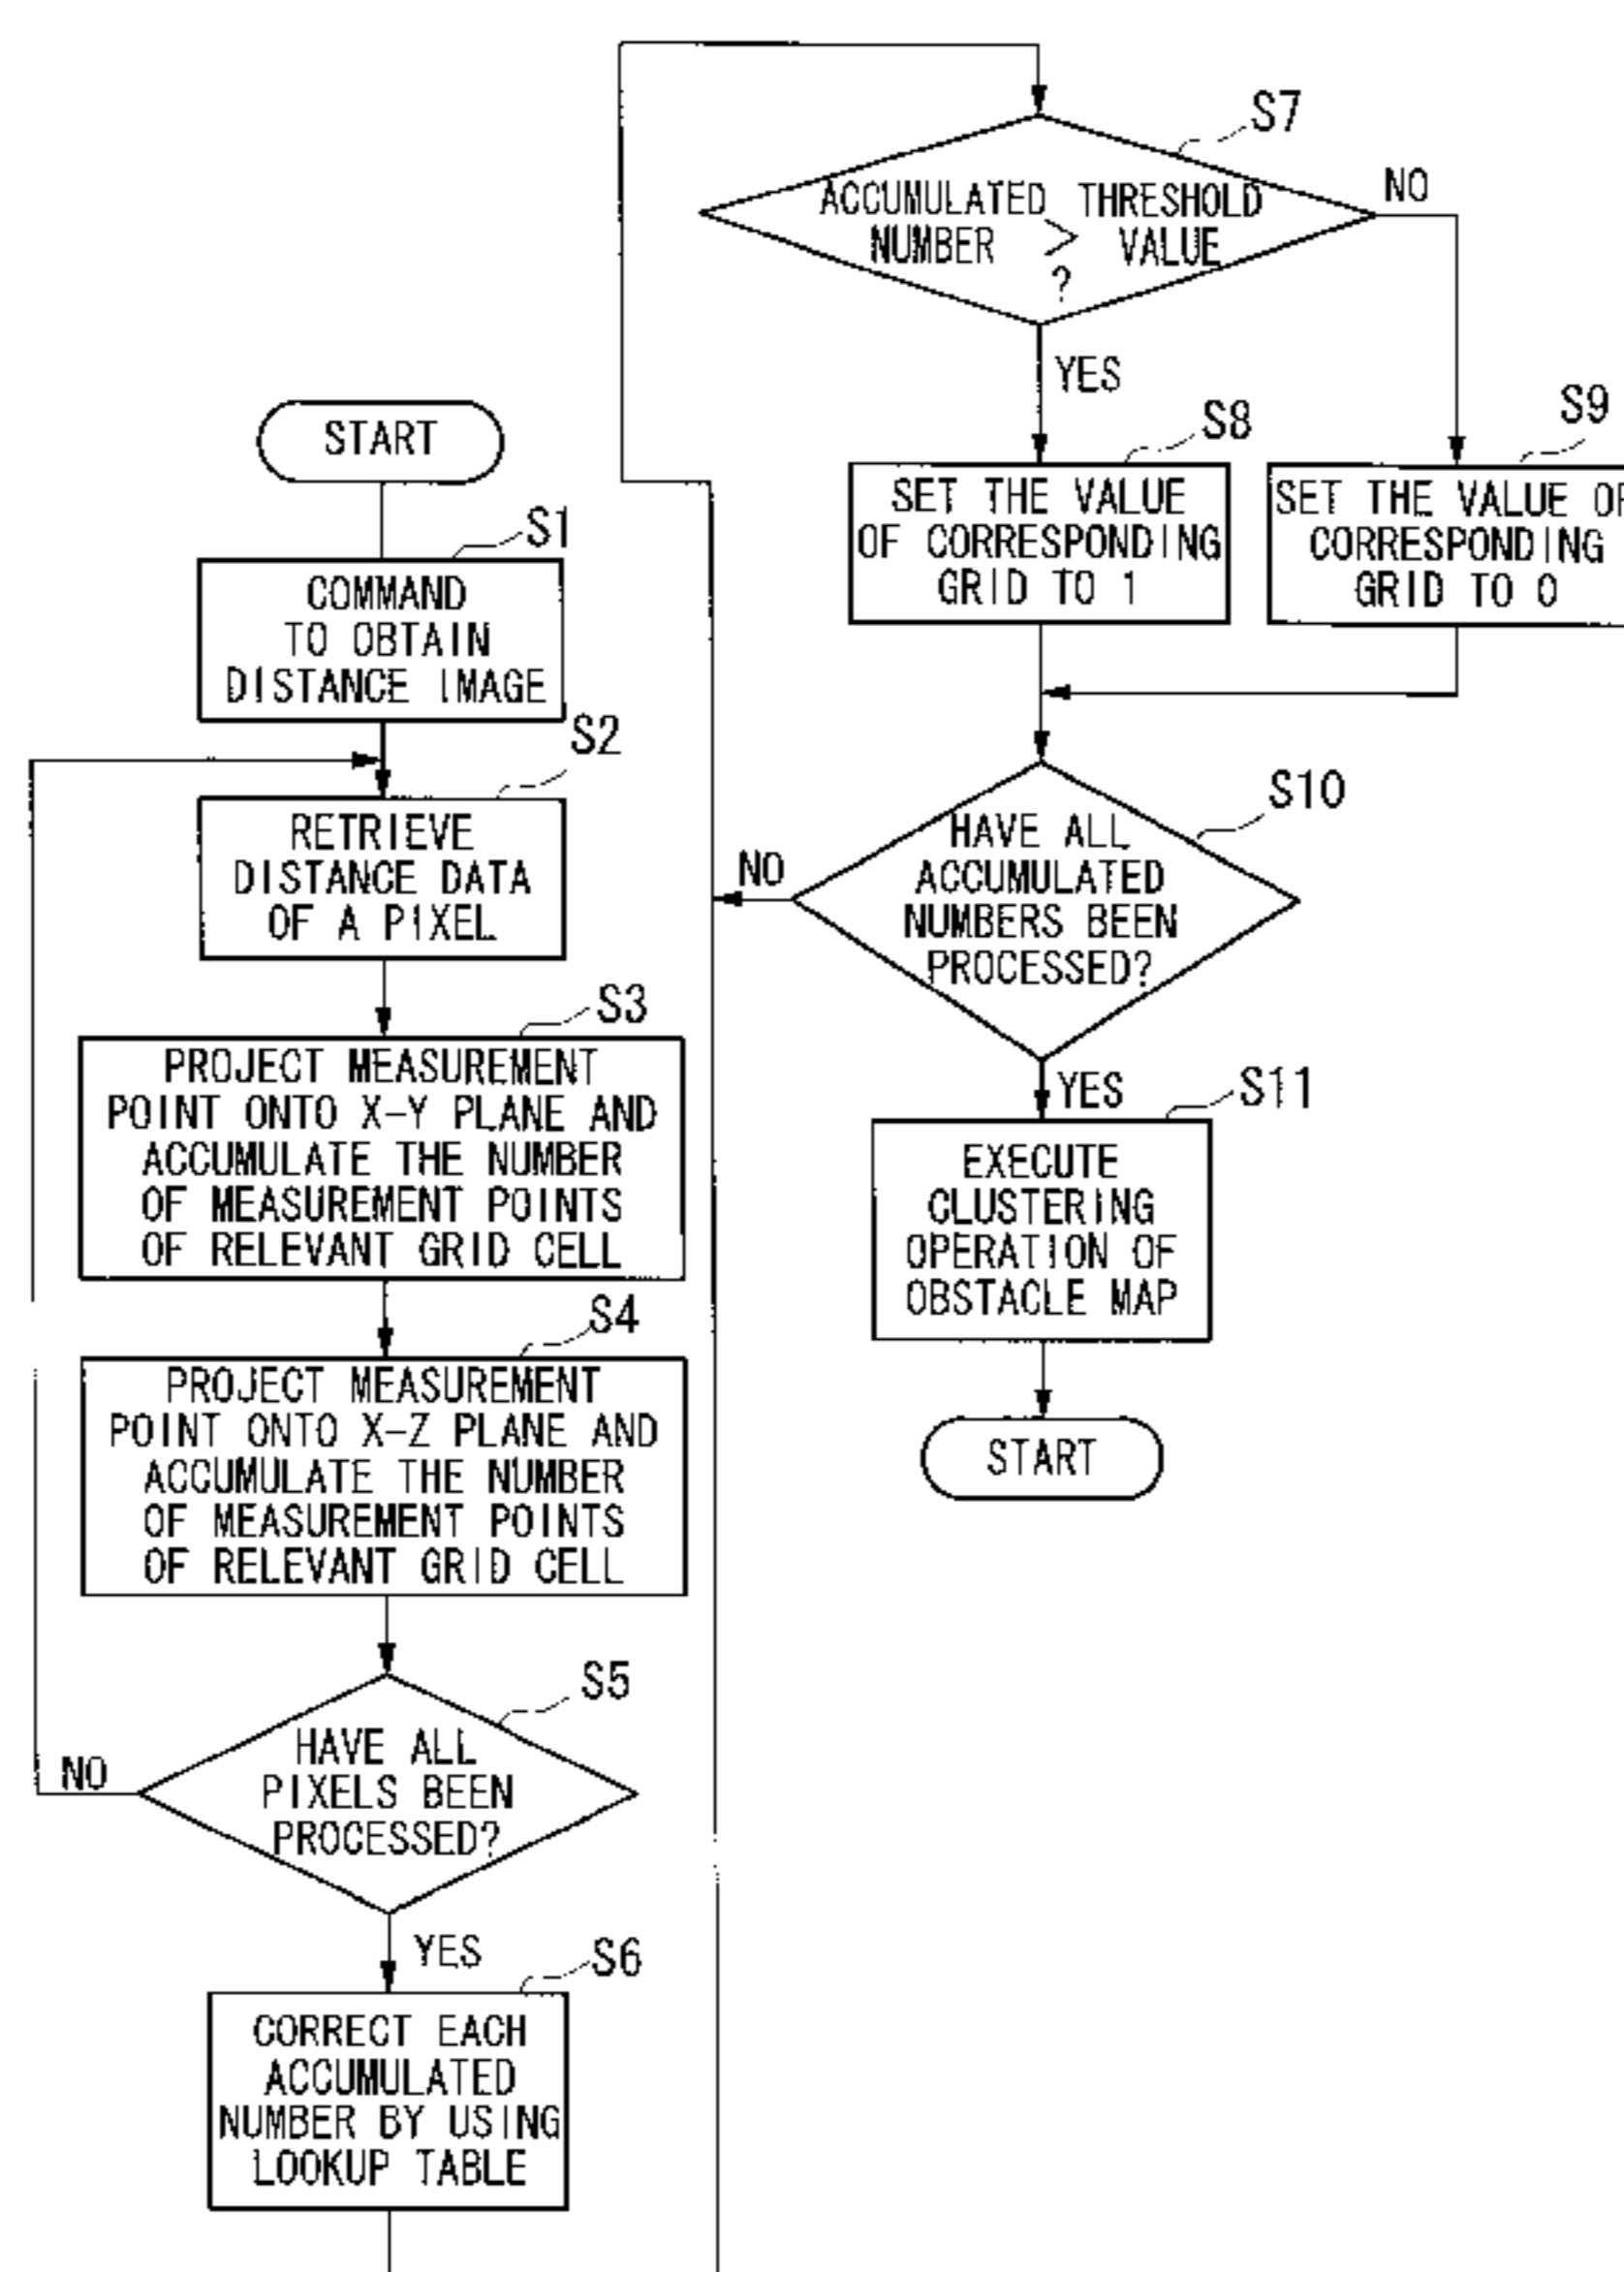 START
S1
COMMAND
TO OBTAIN
DISTANCE IMAGE
S2
RETRIEVE
DISTANCE DATA
OF A PIXEL
S3
PROJECT MEASUREMENT
POINT ONTO X-Y PLANE AND
ACCUMULATE THE NUMBER
OF MEASUREMENT POINTS
OF RELEVANT GRID CELL
S4
PROJECT MEASUREMENT
POINT ONTO X-Z PLANE AND
ACCUMULATE THE NUMBER
OF MEASUREMENT POINTS
OF RELEVANT GRID CELL
S5
HAVE ALL
PIXELS BEEN
PROCESSED?
NO
YES
S6
CORRECT EACH
ACCUMULATED
NUMBER BY USING
LOOKUP TABLE
S7
ACCUMULATED THRESHOLD
NUMBER > VALUE
?
NO
YES
S8
SET THE VALUE
OF CORRESPONDING
GRID TO 1
S9
SET THE VALUE OF
CORRESPONDING
GRID TO 0
S10
HAVE ALL
ACCUMULATED
NUMBERS BEEN
PROCESSED?
NO
YES
S11
EXECUTE
CLUSTERING
OPERATION OF
OBSTACLE MAP
START